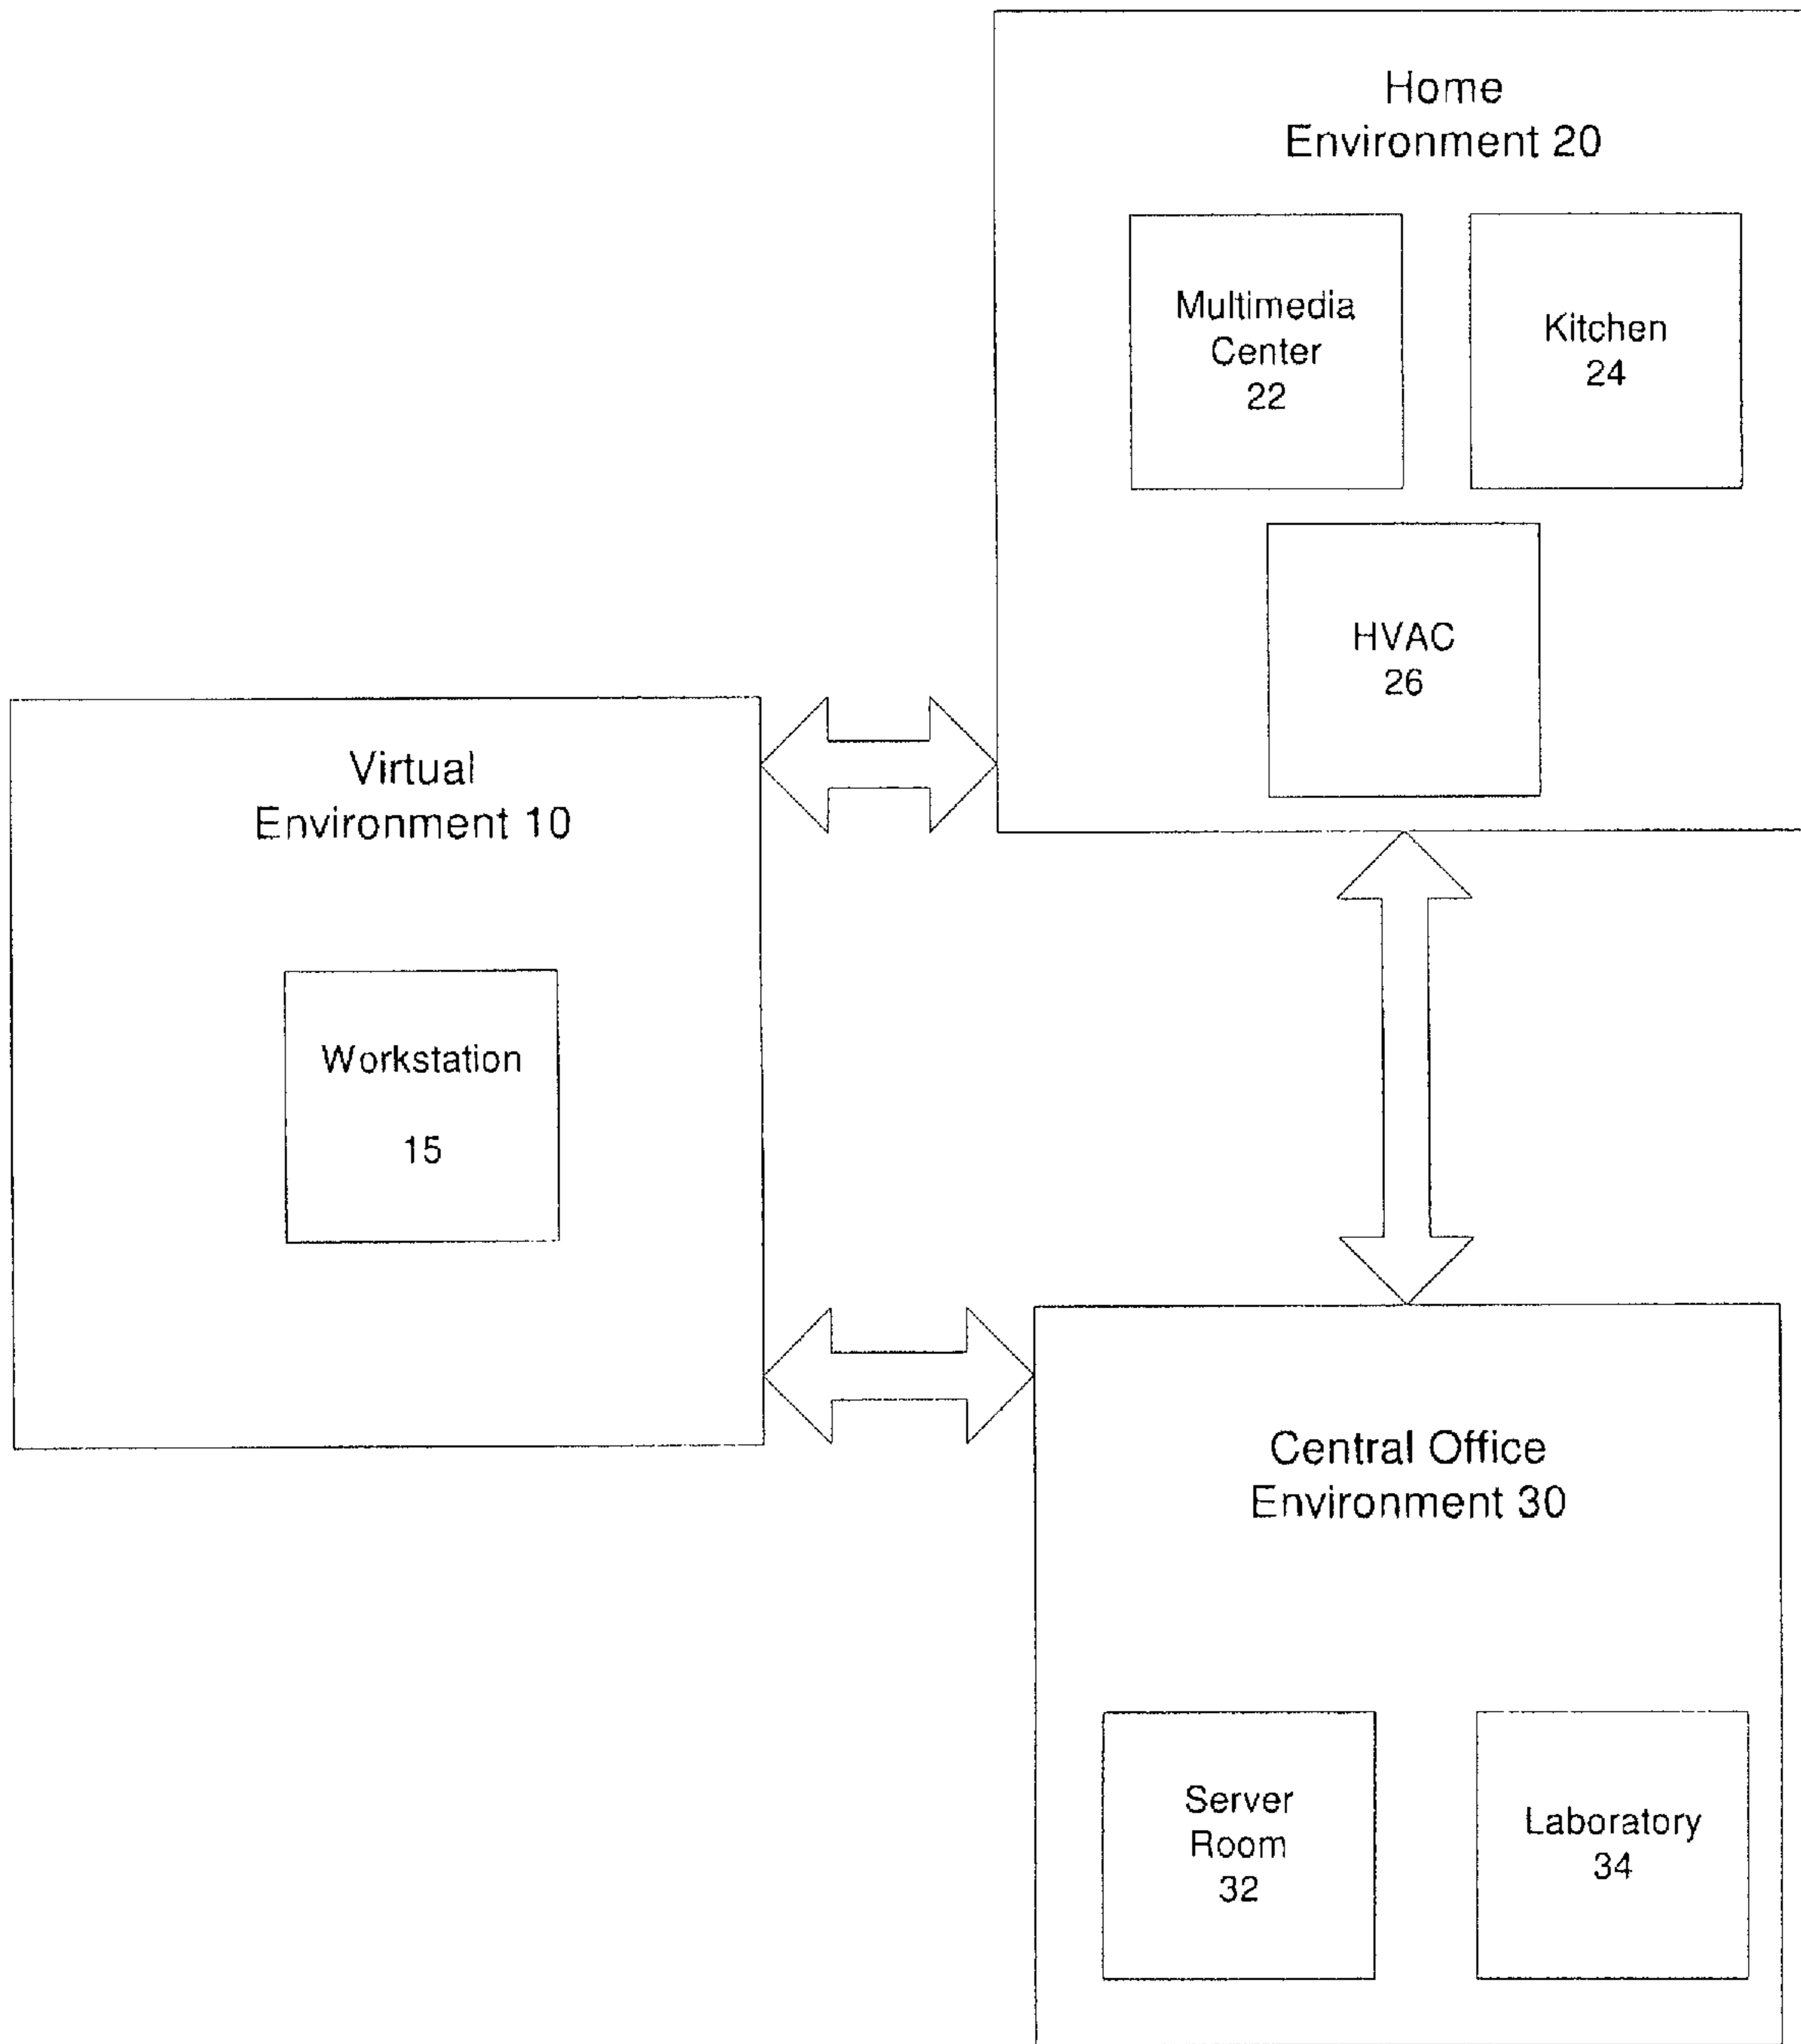 Home
Environment 20
Multimedia
Center
22
Kitchen
24
HVAC
26
Virtual
Environment 10
Workstation
15
Central Office
Environment 30
Server
Room
32
Laboratory
34